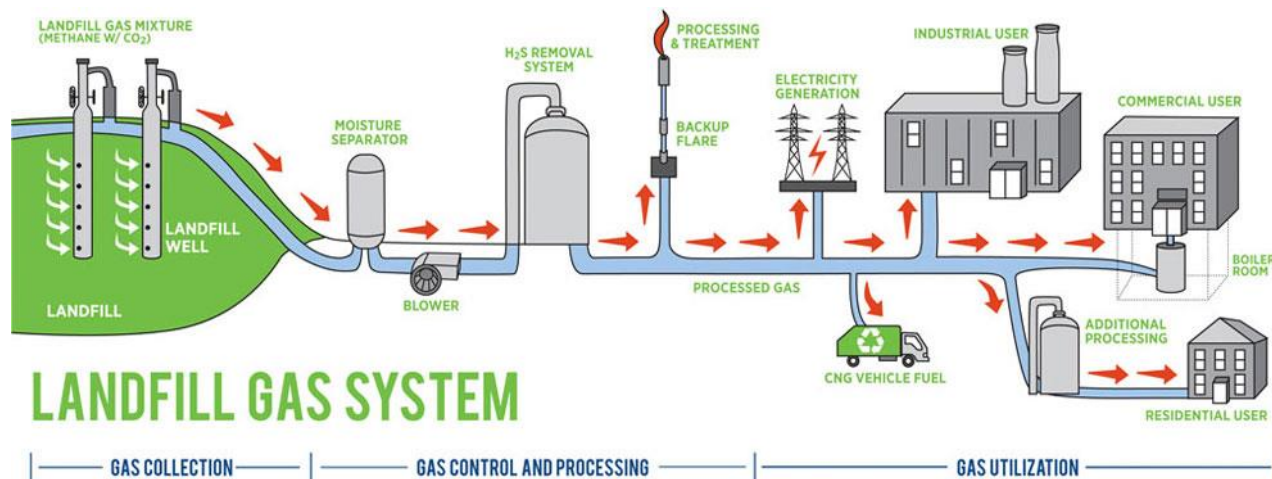 LANDFILL GAS MIXTURE
(METHANE W/ CO₂)
MOISTURE
SEPARATOR
H₂S REMOVAL
SYSTEM
PROCESSING
& TREATMENT
BACKUP
FLARE
ELECTRICITY
GENERATION
INDUSTRIAL USER
COMMERCIAL USER
LANDFILL
WELL
LANDFILL
BLOWER
PROCESSED GAS
BOILER
ROOM
CNG VEHICLE FUEL
ADDITIONAL
PROCESSING
RESIDENTIAL USER
LANDFILL GAS SYSTEM
GAS COLLECTION
GAS CONTROL AND PROCESSING
GAS UTILIZATION